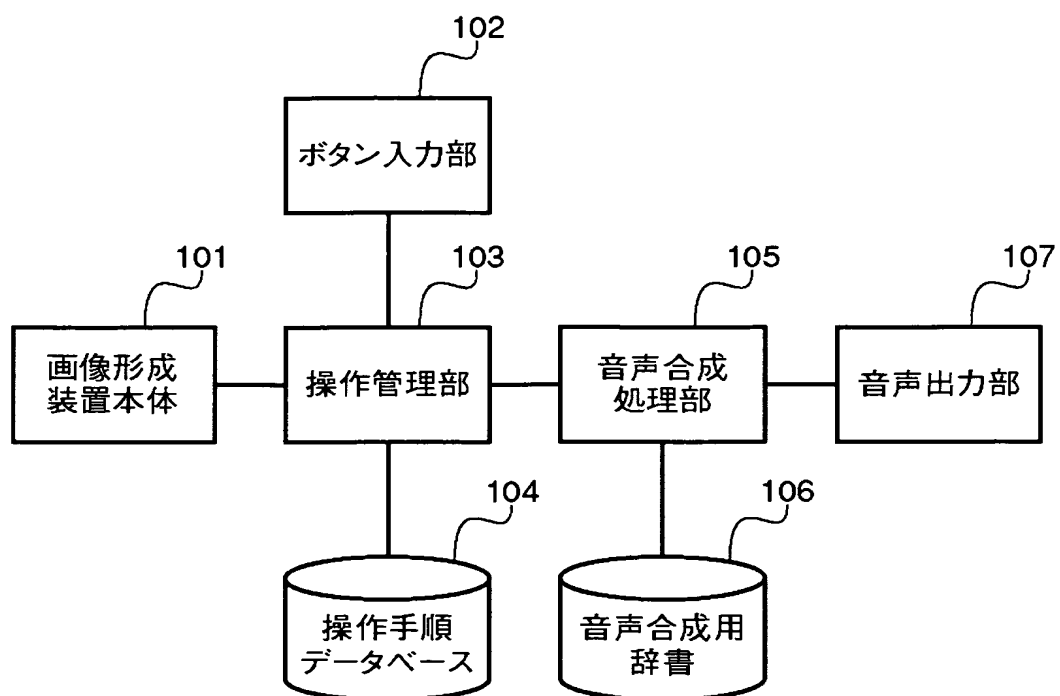 102
ボタン入力部
101
103
105
107
画像形成
装置本体
操作管理部
音声合成
処理部
音声出力部
104
106
操作手順
データベース
音声合成用
辞書